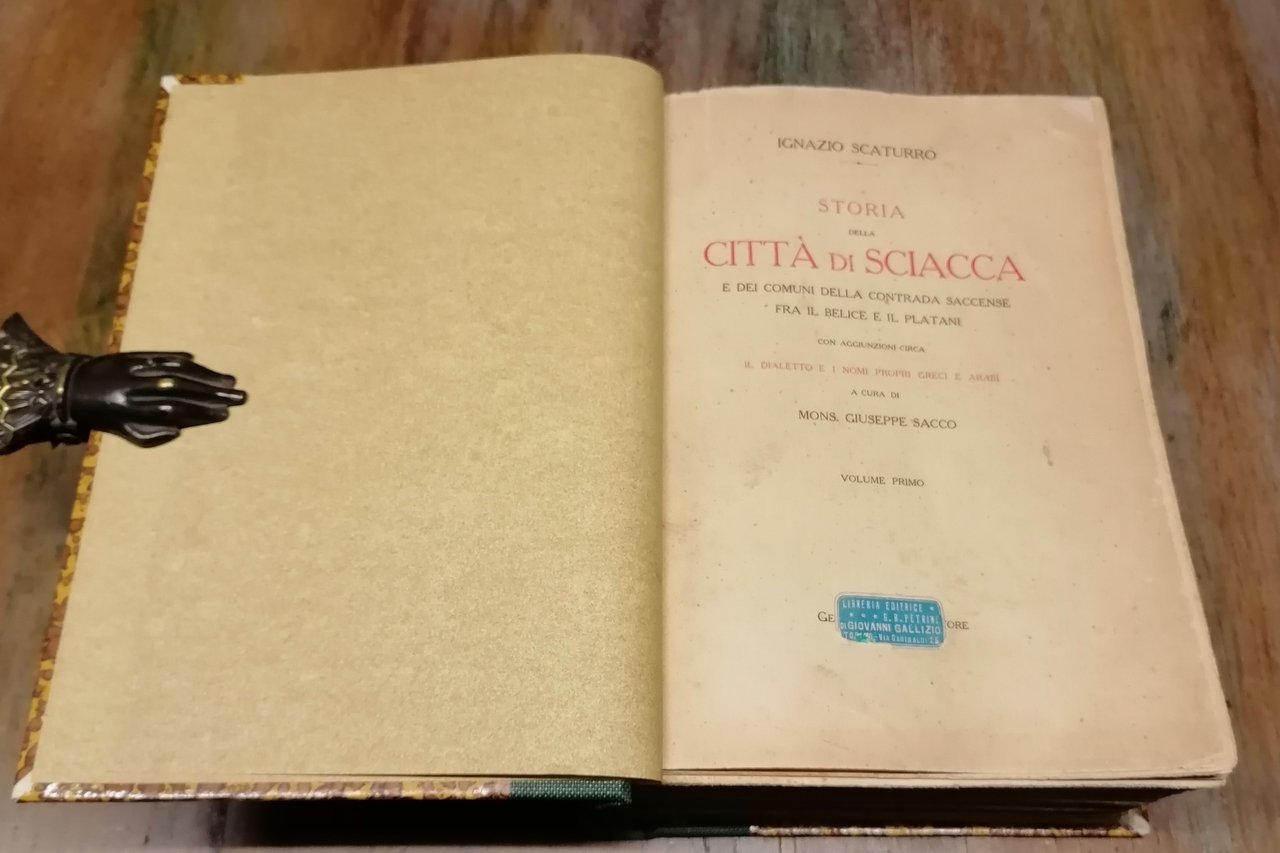 IGNAZIO SCATURRO
STORIA
DELLA
CITTÀ DI SCIACCA
E DEI COMUNI DELLA CONTRADA SACCENSE
FRA IL BELICE E IL PLATANI
CON AGGIUNZIONI CIRCA
IL DIALETTO E I NOMI PROPRI GRECI E ARABI
A CURA DI
MONS. GIUSEPPE SACCO
VOLUME PRIMO
LIBRERIA EDITRICE
G. B. PETRINI
DI GIOVANNI GALLIZIO
VIA GARIBALDI